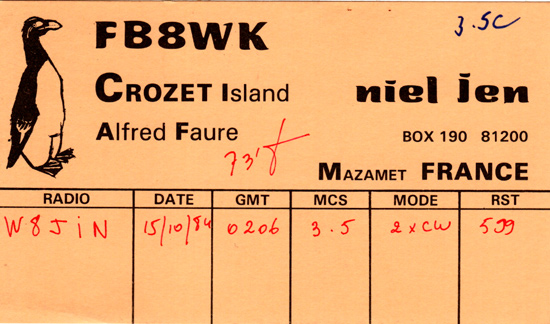 FB8WK
3.5C
CROZET Island
niel jen
Alfred Faure
BOX 190 81200
73's
MAZAMET FRANCE
RADIO DATE GMT MCS MODE RST
W8JiN 15/10/84 0206 3.5 2xCW 599